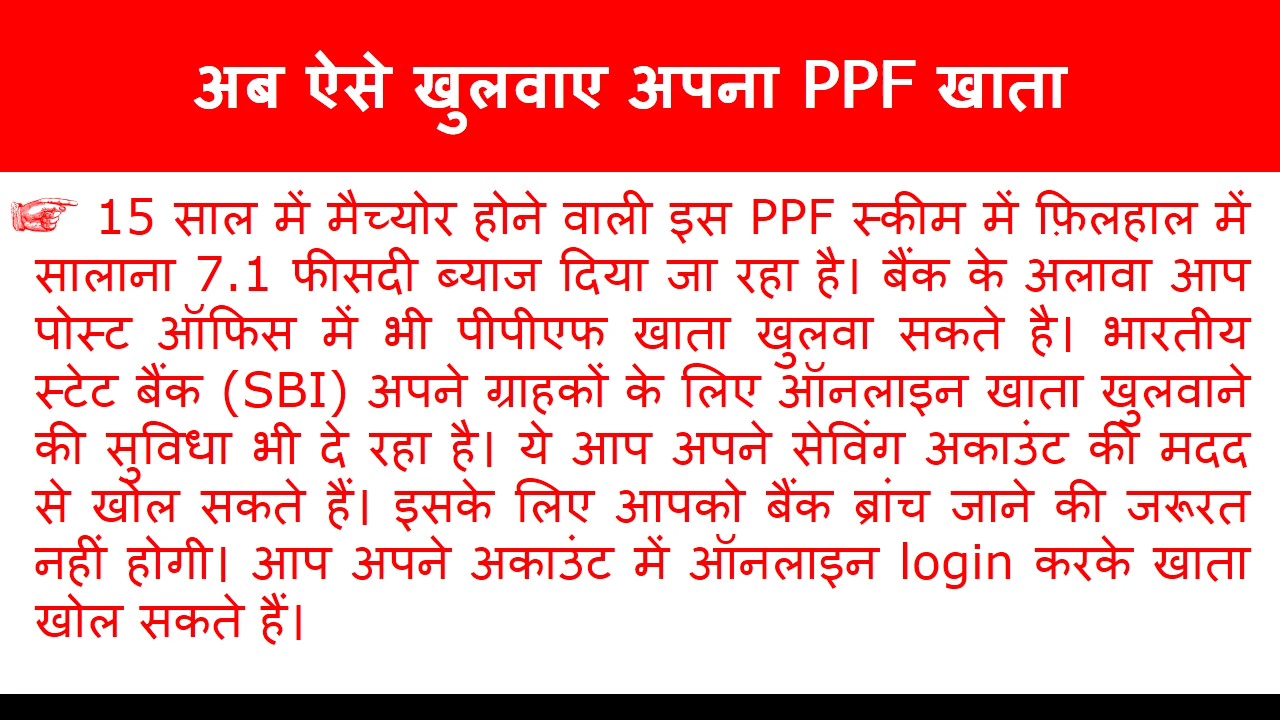 अब ऐसे खुलवाए अपना PPF खाता
15 साल में मैच्योर होने वाली इस PPF स्कीम में फ़िलहाल में
सालाना 7.1 फीसदी ब्याज दिया जा रहा है। बैंक के अलावा आप
पोस्ट ऑफिस में भी पीपीएफ खाता खुलवा सकते है। भारतीय
स्टेट बैंक (SBI) अपने ग्राहकों के लिए ऑनलाइन खाता खुलवाने
की सुविधा भी दे रहा है। ये आप अपने सेविंग अकाउंट की मदद
से खोल सकते हैं। इसके लिए आपको बैंक ब्रांच जाने की जरूरत
नहीं होगी। आप अपने अकाउंट में ऑनलाइन login करके खाता
खोल सकते हैं।